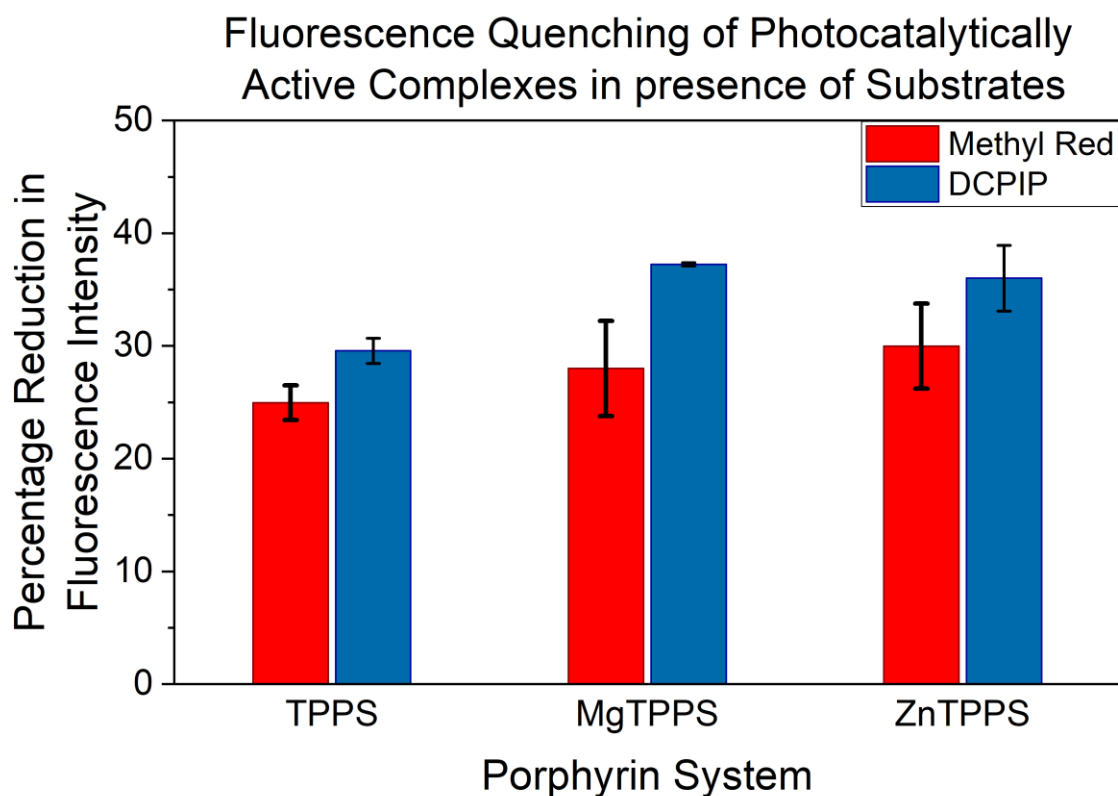 Fluorescence Quenching of Photocatalytically
Active Complexes in presence of Substrates
Methyl Red
DCPIP
Percentage Reduction in
Fluorescence Intensity
50
40
30
20
10
0
TPPS MgTPPS ZnTPPS
Porphyrin System